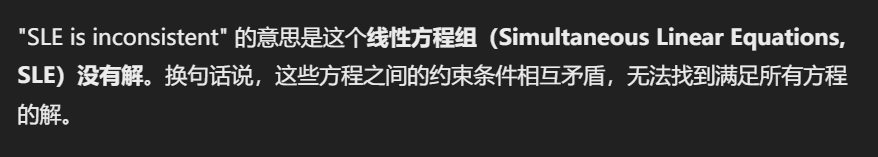 "SLE is inconsistent" 的意思是这个线性方程组（Simultaneous Linear Equations,
SLE）没有解。换句话说，这些方程之间的约束条件相互矛盾，无法找到满足所有方程
的解。